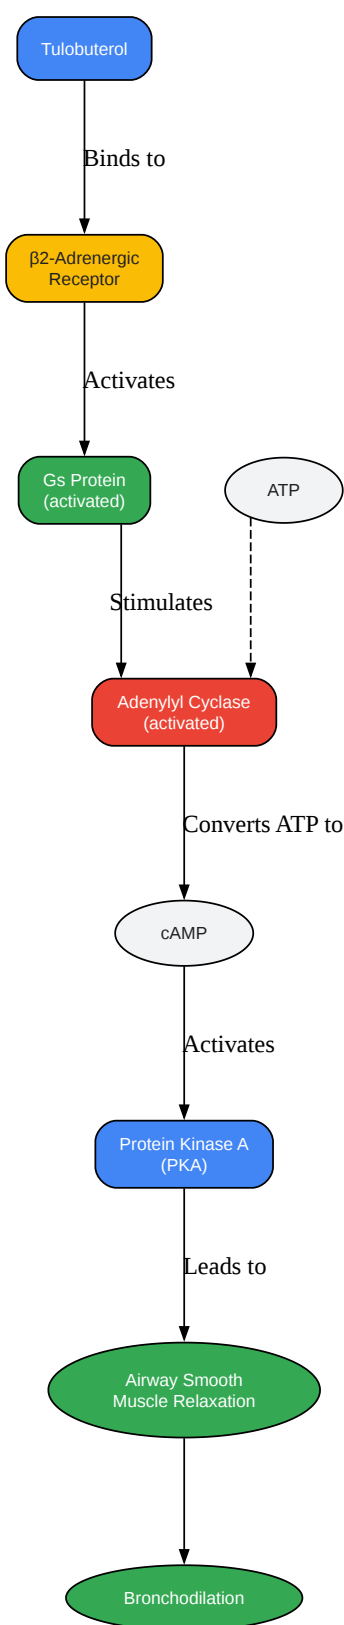 Tulobuterol
Binds to
β2-Adrenergic
Receptor
Activates
Gs Protein
(activated)
ATP
Stimulates
Adenylyl Cyclase
(activated)
Converts ATP to
cAMP
Activates
Protein Kinase A
(PKA)
Leads to
Airway Smooth
Muscle Relaxation
Bronchodilation